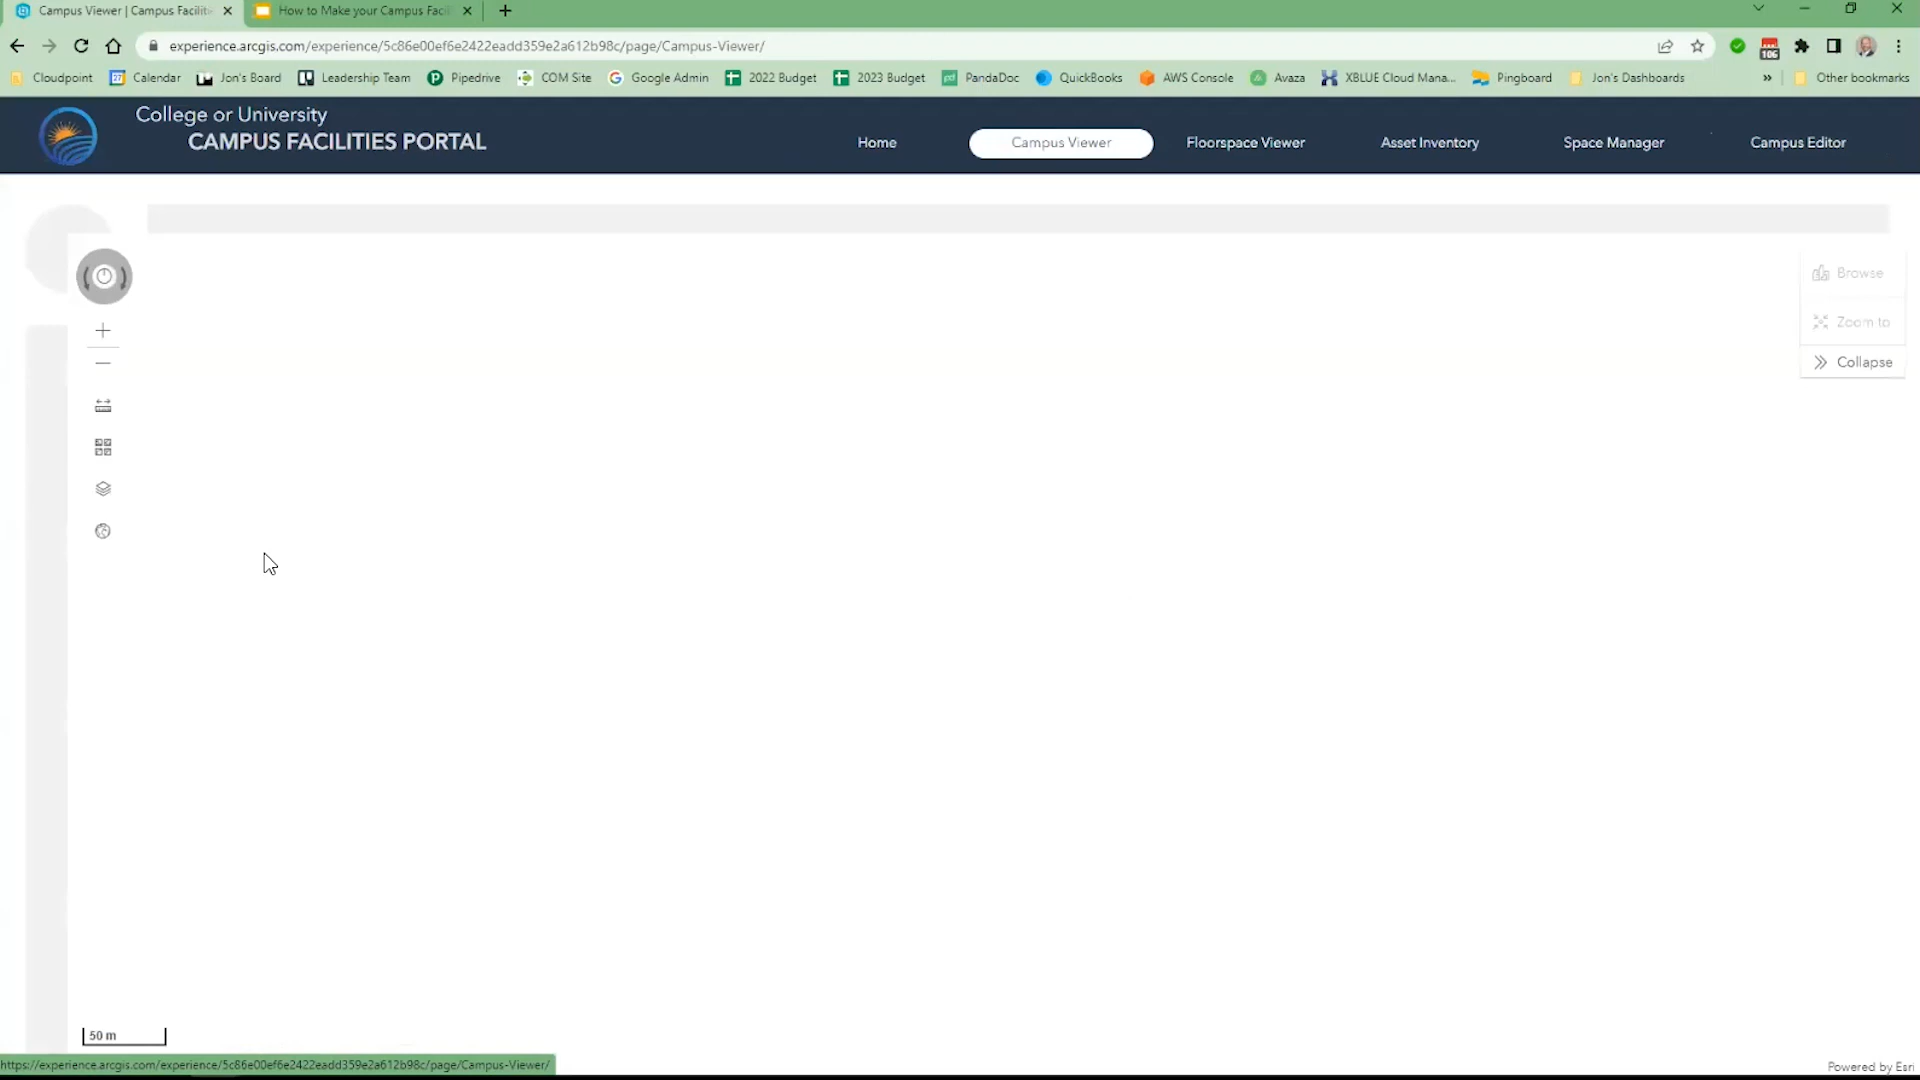 Campus Viewer | Campus Faciliti
How to Make your Campus Faci
experience.arcgis.com/experience/5c86e00ef6e2422eadd359e2a612b98c/page/Campus-Viewer/
106
Cloudpoint
27 Calendar
Jon's Board
Leadership Team
Pipedrive
COM Site
Google Admin
2022 Budget
2023 Budget
pd PandaDoc
QuickBooks
AWS Console
Avaza
XBLUE Cloud Mana...
Pingboard
Jon's Dashboards
»
Other bookmarks
College or University
CAMPUS FACILITIES PORTAL
Home
Campus Viewer
Floorspace Viewer
Asset Inventory
Space Manager
Campus Editor
Browse
Zoom to
Collapse
50 m
https://experience.arcgis.com/experience/5c86e00ef6e2422eadd359e2a612b98c/page/Campus-Viewer/
Powered by Esri